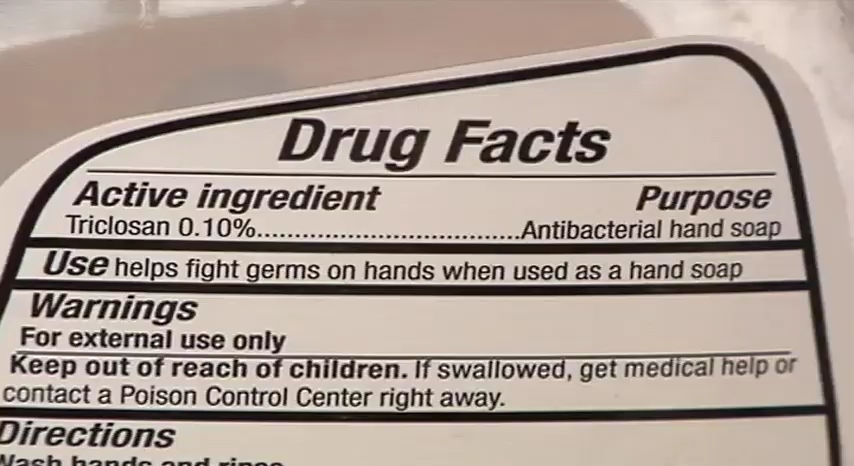 Drug Facts
Active ingredient Purpose
Triclosan 0.10%.......................................Antibacterial hand soap
Use helps fight germs on hands when used as a hand soap
Warnings
For external use only
Keep out of reach of children. If swallowed, get medical help or
contact a Poison Control Center right away.
Directions
Wash hands and rinse